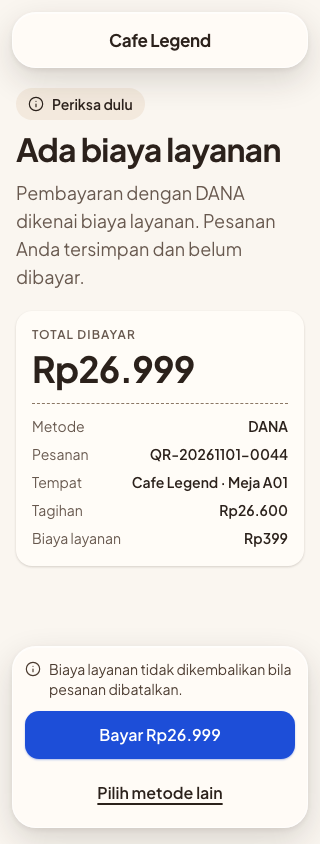 Cafe Legend
Periksa dulu
Ada biaya layanan
Pembayaran dengan DANA
dikenai biaya layanan. Pesanan
Anda tersimpan dan belum
dibayar.
TOTAL DIBAYAR
Rp26.999
Metode DANA
Pesanan QR-20261101-0044
Tempat Cafe Legend · Meja A01
Tagihan Rp26.600
Biaya layanan Rp399
Biaya layanan tidak dikembalikan bila
pesanan dibatalkan.
Bayar Rp26.999
Pilih metode lain